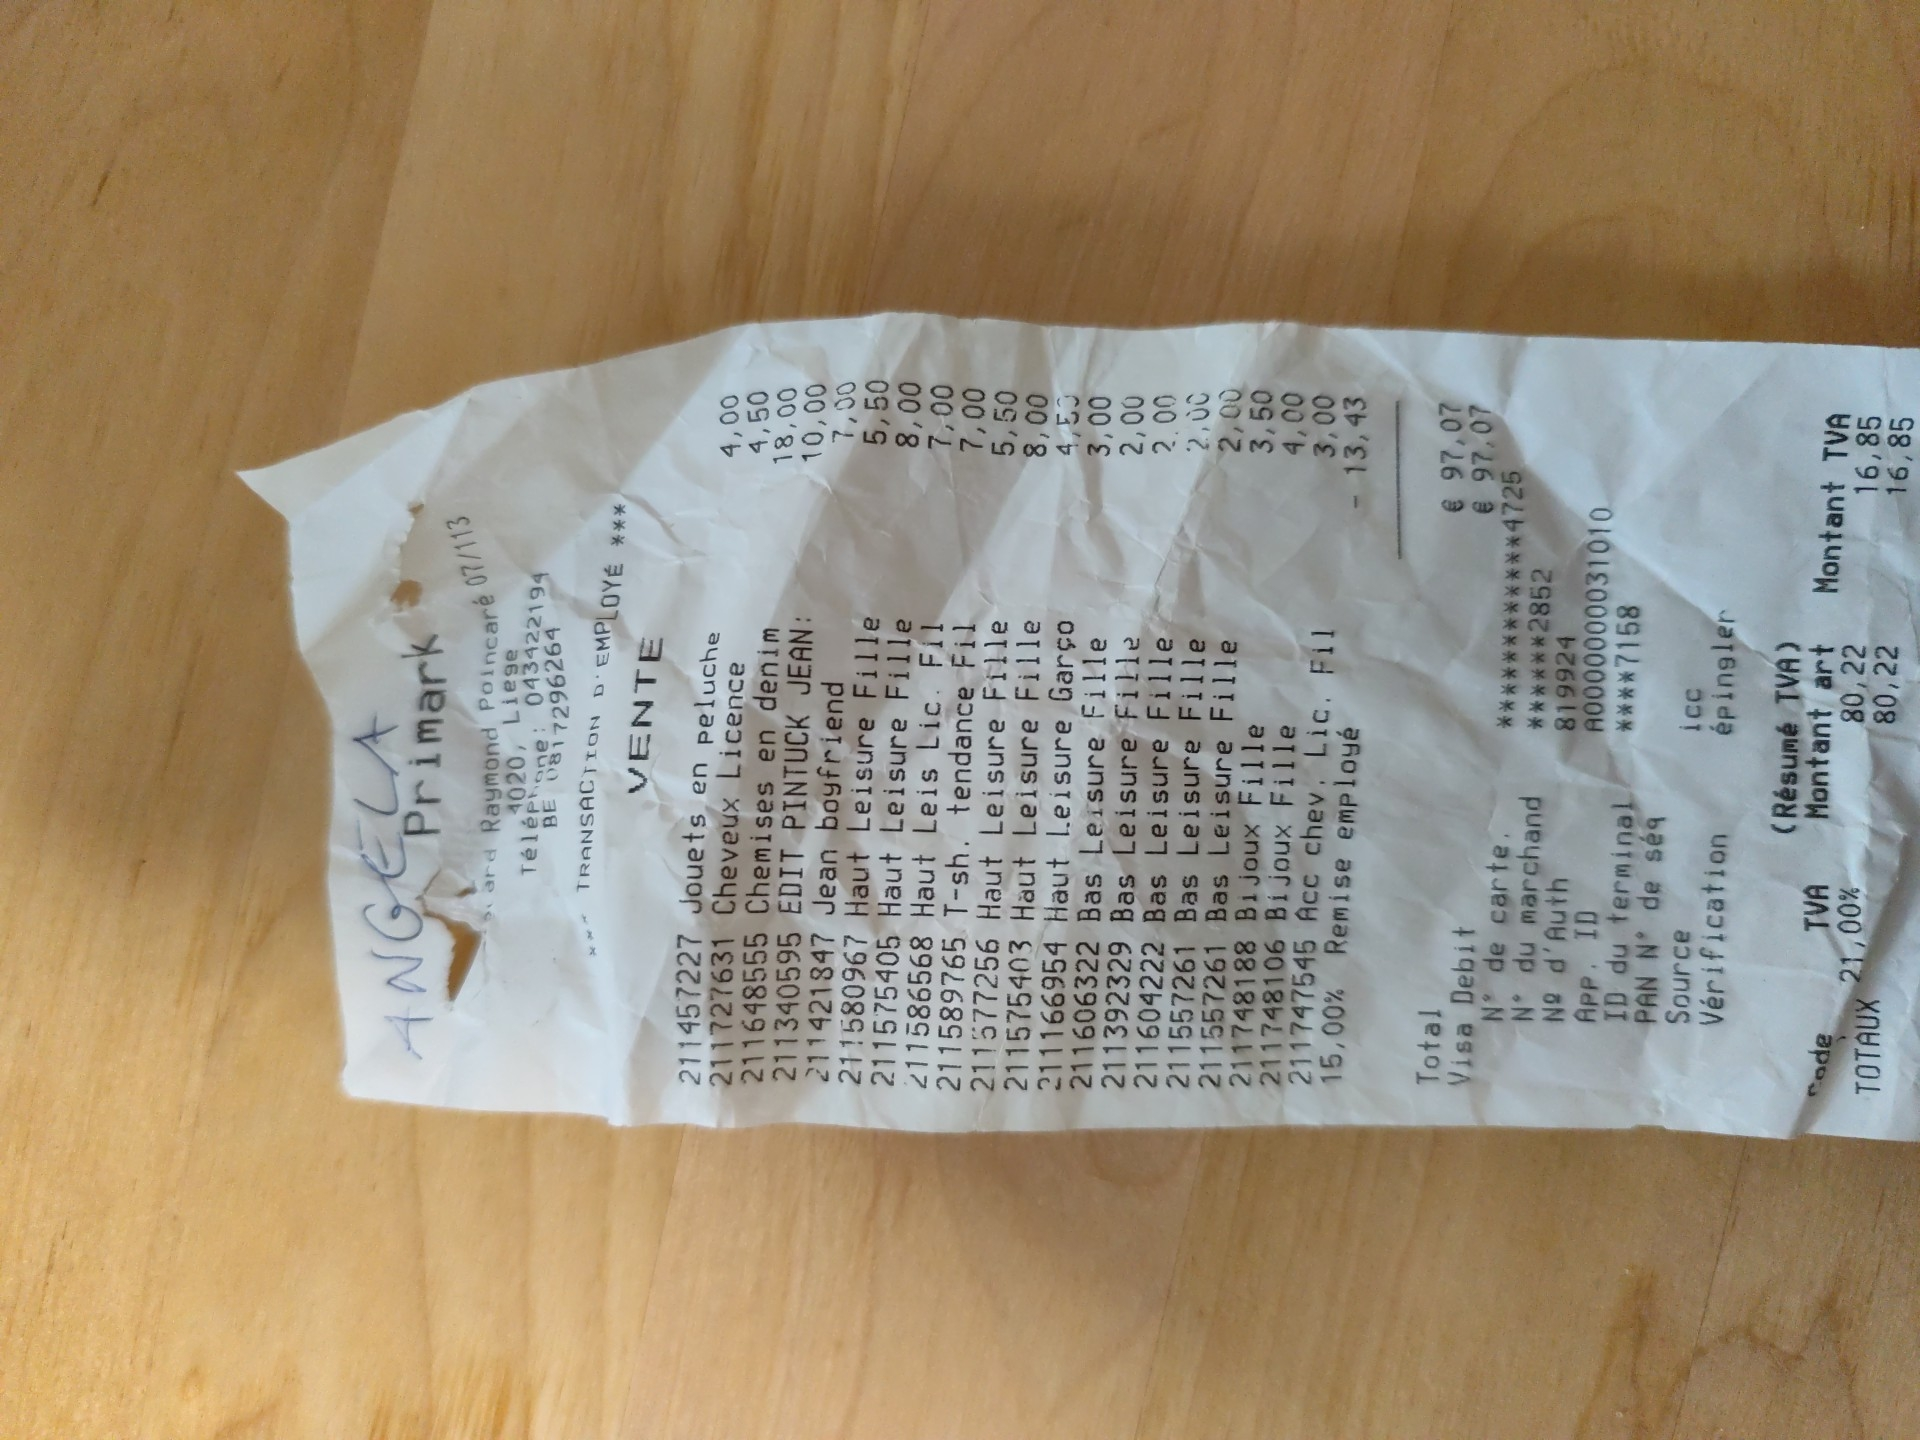 ANGELA
Primark
Raymond Poincaré 07/113
4020, Liege
Téléphone: 043422194
BE 0817296264
*** TRANSACTION D'EMPLOYÉ ***
VENTE
211457227 Jouets en peluche 4,00
211727631 Cheveux Licence 4,50
211648555 Chemises en denim 18,00
211340595 EDIT PINTUCK JEAN: 10,00
211421847 Jean boyfriend 7,00
211580967 Haut Leisure Fille 5,50
211575405 Haut Leisure Fille 8,00
211586568 Haut Leis Lic. Fil 7,00
211589765 T-sh. tendance Fil 7,00
211577256 Haut Leisure Fille 5,50
211575403 Haut Leisure Fille 8,00
211166954 Haut Leisure Garço 4,50
211606322 Bas Leisure Fille 3,00
211392329 Bas Leisure Fille 2,00
211604222 Bas Leisure Fille 2,00
211557261 Bas Leisure Fille 2,00
211557261 Bas Leisure Fille 2,00
211748188 Bijoux Fille 3,50
211748106 Bijoux Fille 4,00
211747545 Acc chev. Lic. Fil 3,00
15,00% Remise employé - 13,43
Total € 97,07
Visa Debit € 97,07
N° de carte. ************4725
N° du marchand ******2852
Nº d'Auth 819924
App. ID A0000000031010
ID du terminal ****7158
PAN N° de séq
Source icc
Vérification épingler
(Résumé TVA)
Code TVA Montant art Montant TVA
21,00% 80,22 16,85
TOTAUX 80,22 16,85